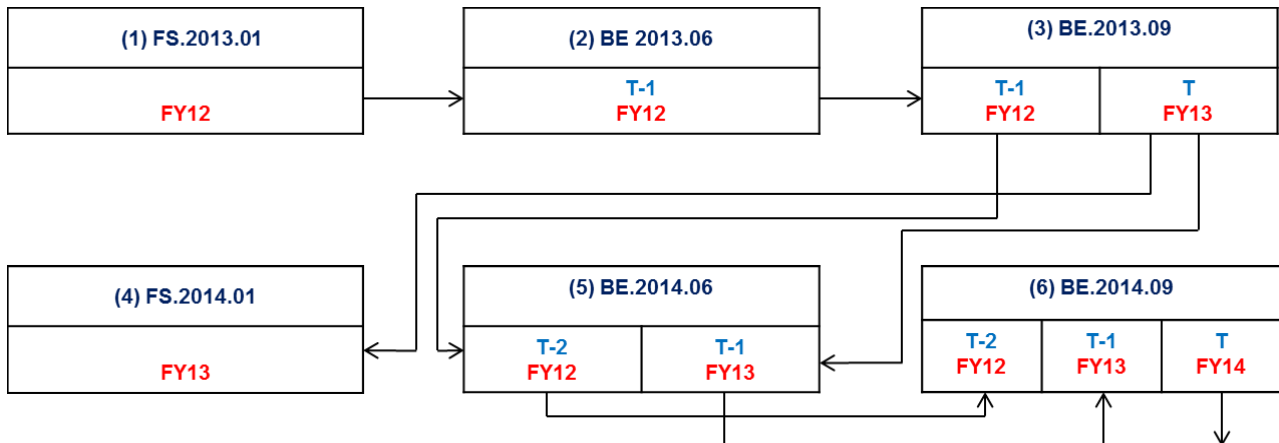 (1) FS.2013.01
(2) BE 2013.06
(3) BE.2013.09
FY12
T-1
FY12
T-1
FY12
T
FY13
(4) FS.2014.01
(5) BE.2014.06
(6) BE.2014.09
FY13
T-2
FY12
T-1
FY13
T-2
FY12
T-1
FY13
T
FY14